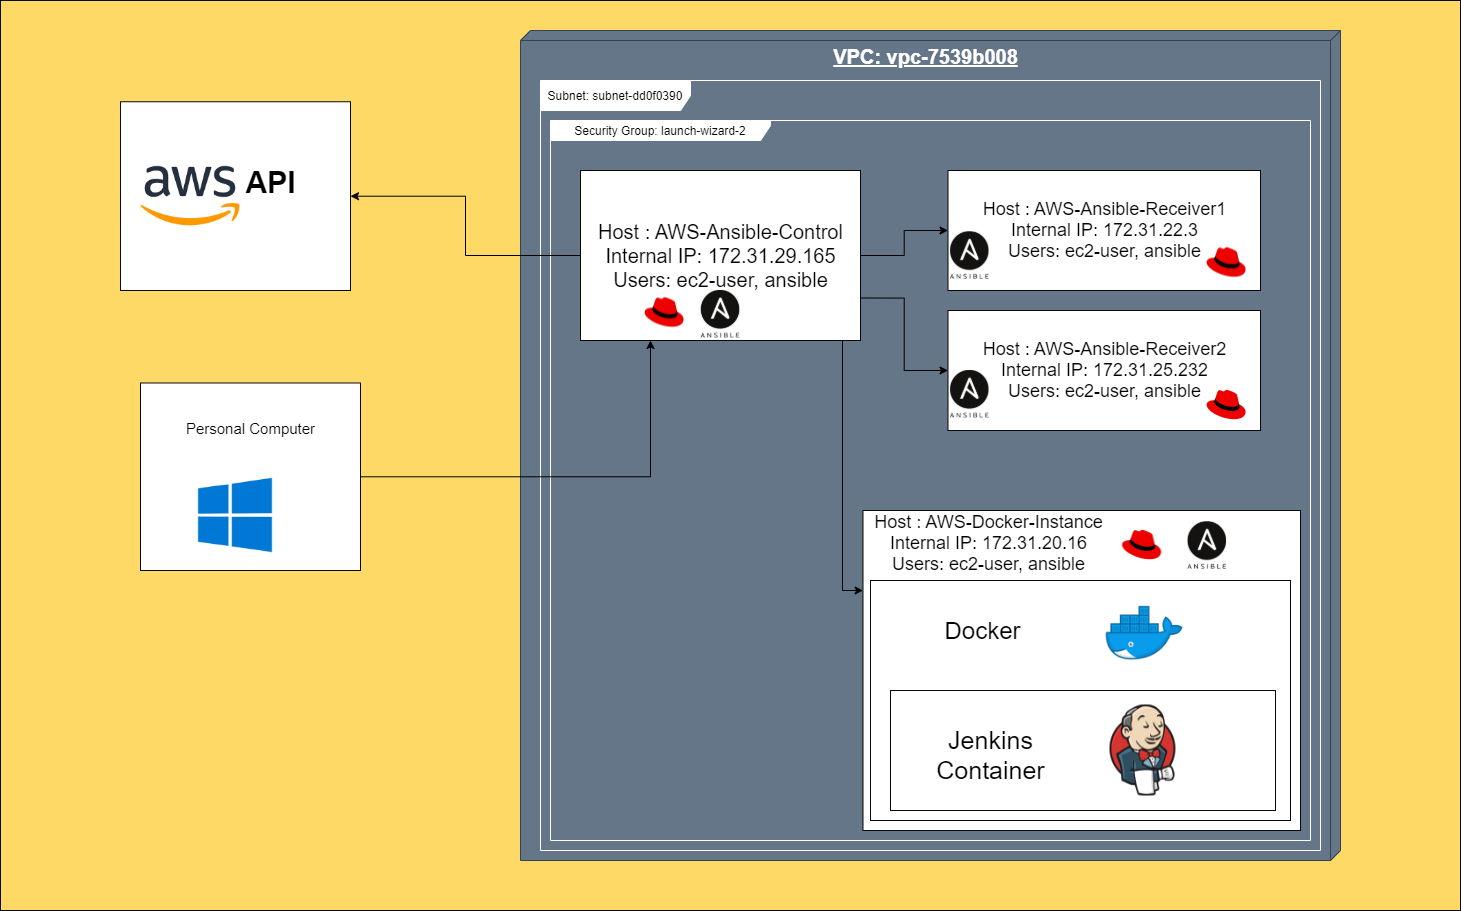 VPC: vpc-7539b008
Subnet: subnet-dd0f0390
Security Group: launch-wizard-2
aws API
Host : AWS-Ansible-Control
Internal IP: 172.31.29.165
Users: ec2-user, ansible
ANSIBLE
Host : AWS-Ansible-Receiver1
Internal IP: 172.31.22.3
Users: ec2-user, ansible
ANSIBLE
Host : AWS-Ansible-Receiver2
Internal IP: 172.31.25.232
Users: ec2-user, ansible
ANSIBLE
Personal Computer
Host : AWS-Docker-Instance
Internal IP: 172.31.20.16
Users: ec2-user, ansible
ANSIBLE
Docker
Jenkins
Container